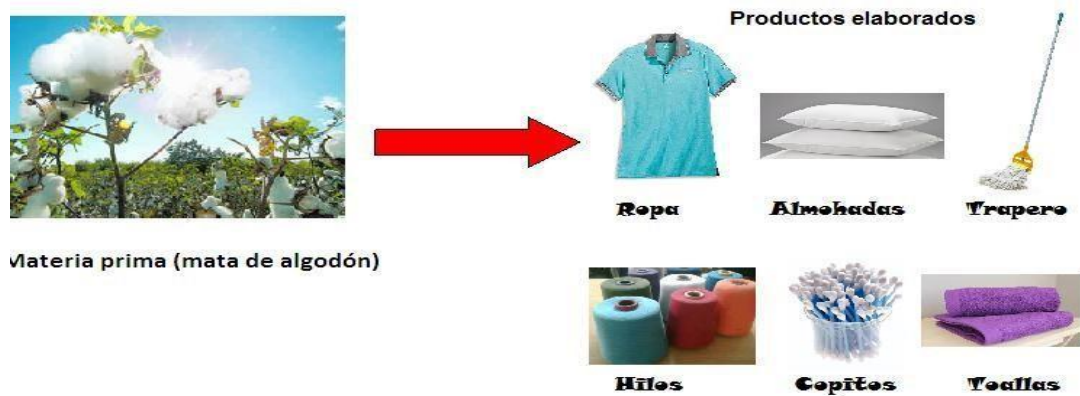 Productos elaborados
Ropa
Almohadas
Trapero
Materia prima (mata de algodón)
Hilos
Copitos
Toallas